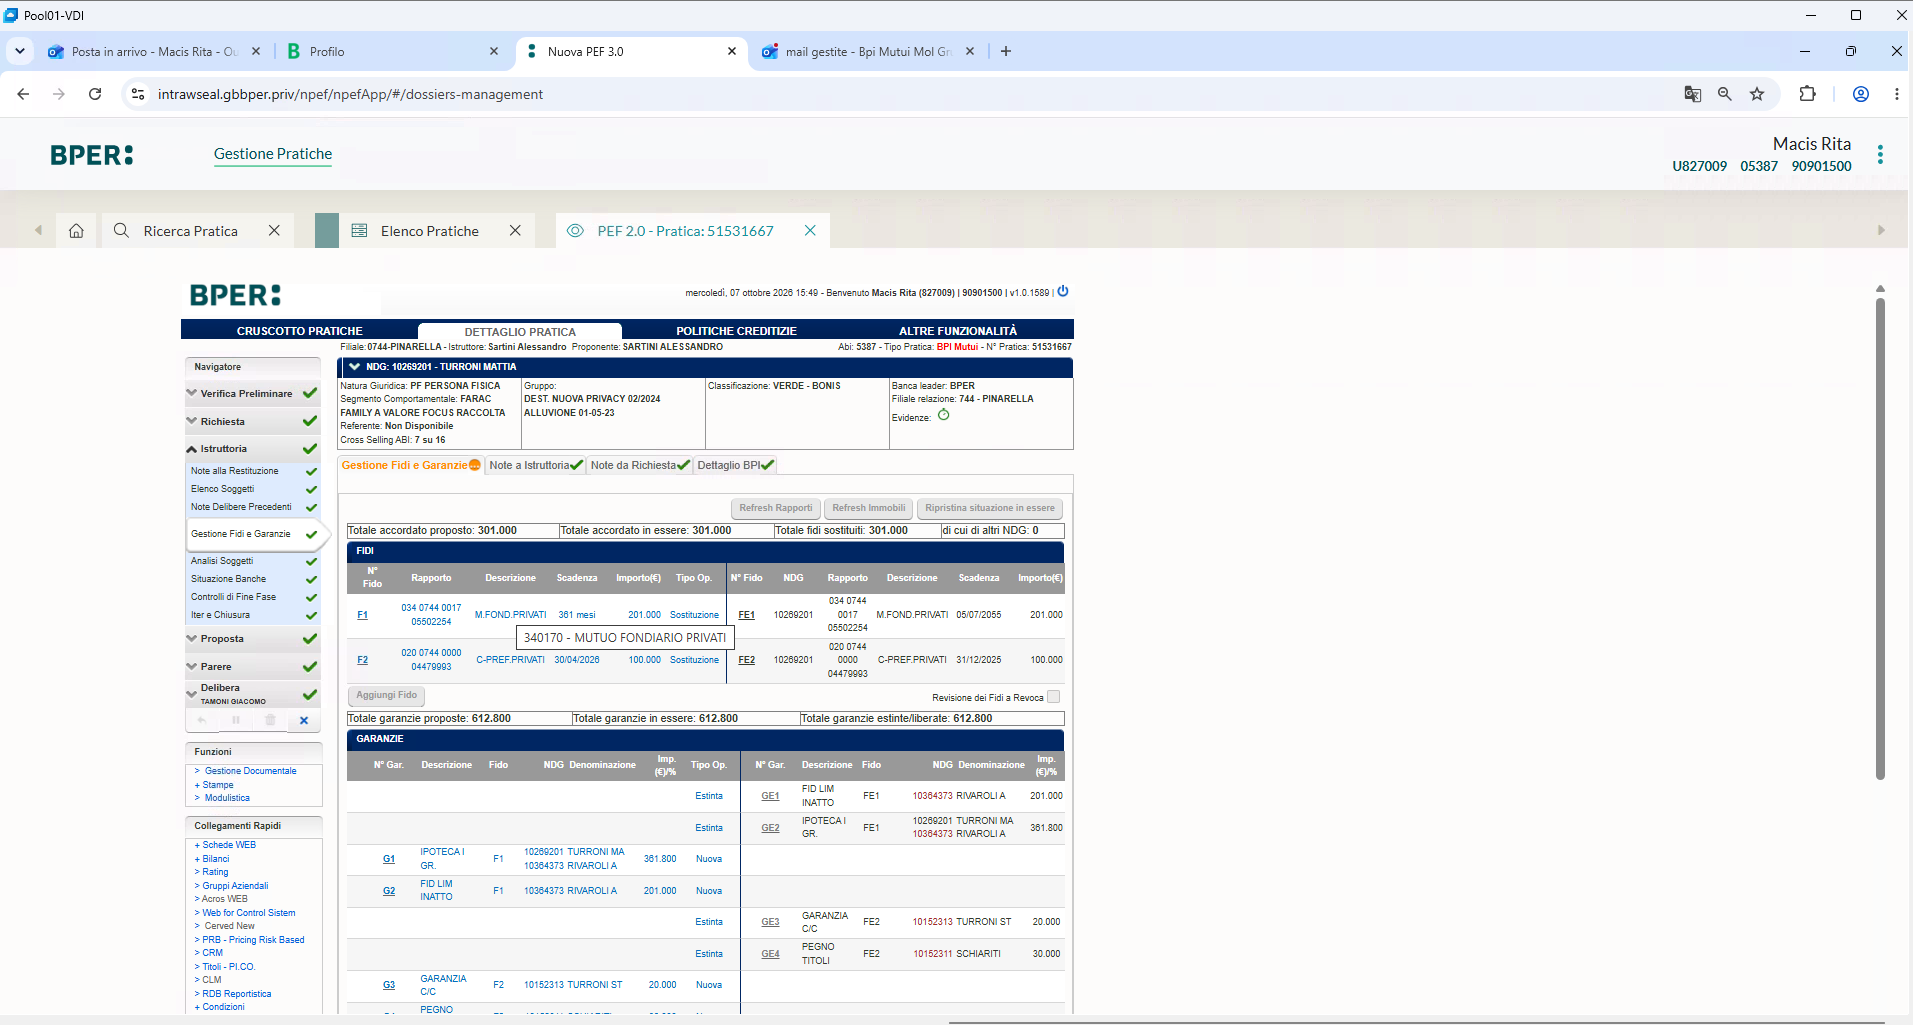 Pool01-VDI
Posta in arrivo - Macis Rita - Ou
Profilo
Nuova PEF 3.0
mail gestite - Bpi Mutui Mol Gr
intrawseal.gbbper.priv/npef/npefApp/#/dossiers-management
BPER:
Gestione Pratiche
Macis Rita
U827009 05387 90901500
Ricerca Pratica
Elenco Pratiche
PEF 2.0 - Pratica: 51531667
BPER:
mercoledì, 07 ottobre 2026 15:49 - Benvenuto Macis Rita (827009) | 90901500 | v1.0.1589 |
CRUSCOTTO PRATICHE DETTAGLIO PRATICA POLITICHE CREDITIZIE ALTRE FUNZIONALITÀ
Filiale: 0744-PINARELLA - Istruttore: Sartini Alessandro Proponente: SARTINI ALESSANDRO
Abi: 5387 - Tipo Pratica: BPI Mutui - N° Pratica: 51531667
Navigatore
Verifica Preliminare
Richiesta
Istruttoria
Note alla Restituzione
Elenco Soggetti
Note Delibere Precedenti
Gestione Fidi e Garanzie
Analisi Soggetti
Situazione Banche
Controlli di Fine Fase
Iter e Chiusura
Proposta
Parere
Delibera
TAMONI GIACOMO
Funzioni
> Gestione Documentale
+ Stampe
> Modulistica
Collegamenti Rapidi
+ Schede WEB
+ Bilanci
> Rating
> Gruppi Aziendali
> Acros WEB
> Web for Control Sistem
> Cerved New
> PRB - Pricing Risk Based
> CRM
> Titoli - PI.CO.
> CLM
> RDB Reportistica
+ Condizioni
NDG: 10269201 - TURRONI MATTIA
Natura Giuridica: PF PERSONA FISICA
Segmento Comportamentale: FARAC
FAMILY A VALORE FOCUS RACCOLTA
Referente: Non Disponibile
Cross Selling ABI: 7 su 16
Gruppo:
DEST. NUOVA PRIVACY 02/2024
ALLUVIONE 01-05-23
Classificazione: VERDE - BONIS
Banca leader: BPER
Filiale relazione: 744 - PINARELLA
Evidenze:
Gestione Fidi e Garanzie Note a Istruttoria Note da Richiesta Dettaglio BPI
Refresh Rapporti Refresh Immobili Ripristina situazione in essere
Totale accordato proposto: 301.000 Totale accordato in essere: 301.000 Totale fidi sostituiti: 301.000 di cui di altri NDG: 0
FIDI
N° Fido Rapporto Descrizione Scadenza Importo(€) Tipo Op. N° Fido NDG Rapporto Descrizione Scadenza Importo(€)
F1 034 0744 0017 05502254 M.FOND.PRIVATI 361 mesi 201.000 Sostituzione FE1 10269201 034 0744 0017 05502254 M.FOND.PRIVATI 05/07/2055 201.000
340170 - MUTUO FONDIARIO PRIVATI
F2 020 0744 0000 04479993 C-PREF.PRIVATI 30/04/2026 100.000 Sostituzione FE2 10269201 020 0744 0000 04479993 C-PREF.PRIVATI 31/12/2025 100.000
Aggiungi Fido
Revisione dei Fidi a Revoca
Totale garanzie proposte: 612.800 Totale garanzie in essere: 612.800 Totale garanzie estinte/liberate: 612.800
GARANZIE
N° Gar. Descrizione Fido NDG Denominazione Imp. (€)/% Tipo Op. N° Gar. Descrizione Fido NDG Denominazione Imp. (€)/%
Estinta GE1 FID LIM INATTO FE1 10364373 RIVAROLI A 201.000
Estinta GE2 IPOTECA I GR. FE1 10269201 TURRONI MA 10364373 RIVAROLI A 361.800
G1 IPOTECA I GR. F1 10269201 TURRONI MA 10364373 RIVAROLI A 361.800 Nuova
G2 FID LIM INATTO F1 10364373 RIVAROLI A 201.000 Nuova
Estinta GE3 GARANZIA C/C FE2 10152313 TURRONI ST 20.000
Estinta GE4 PEGNO TITOLI FE2 10152311 SCHIARITI 30.000
G3 GARANZIA C/C F2 10152313 TURRONI ST 20.000 Nuova
PEGNO